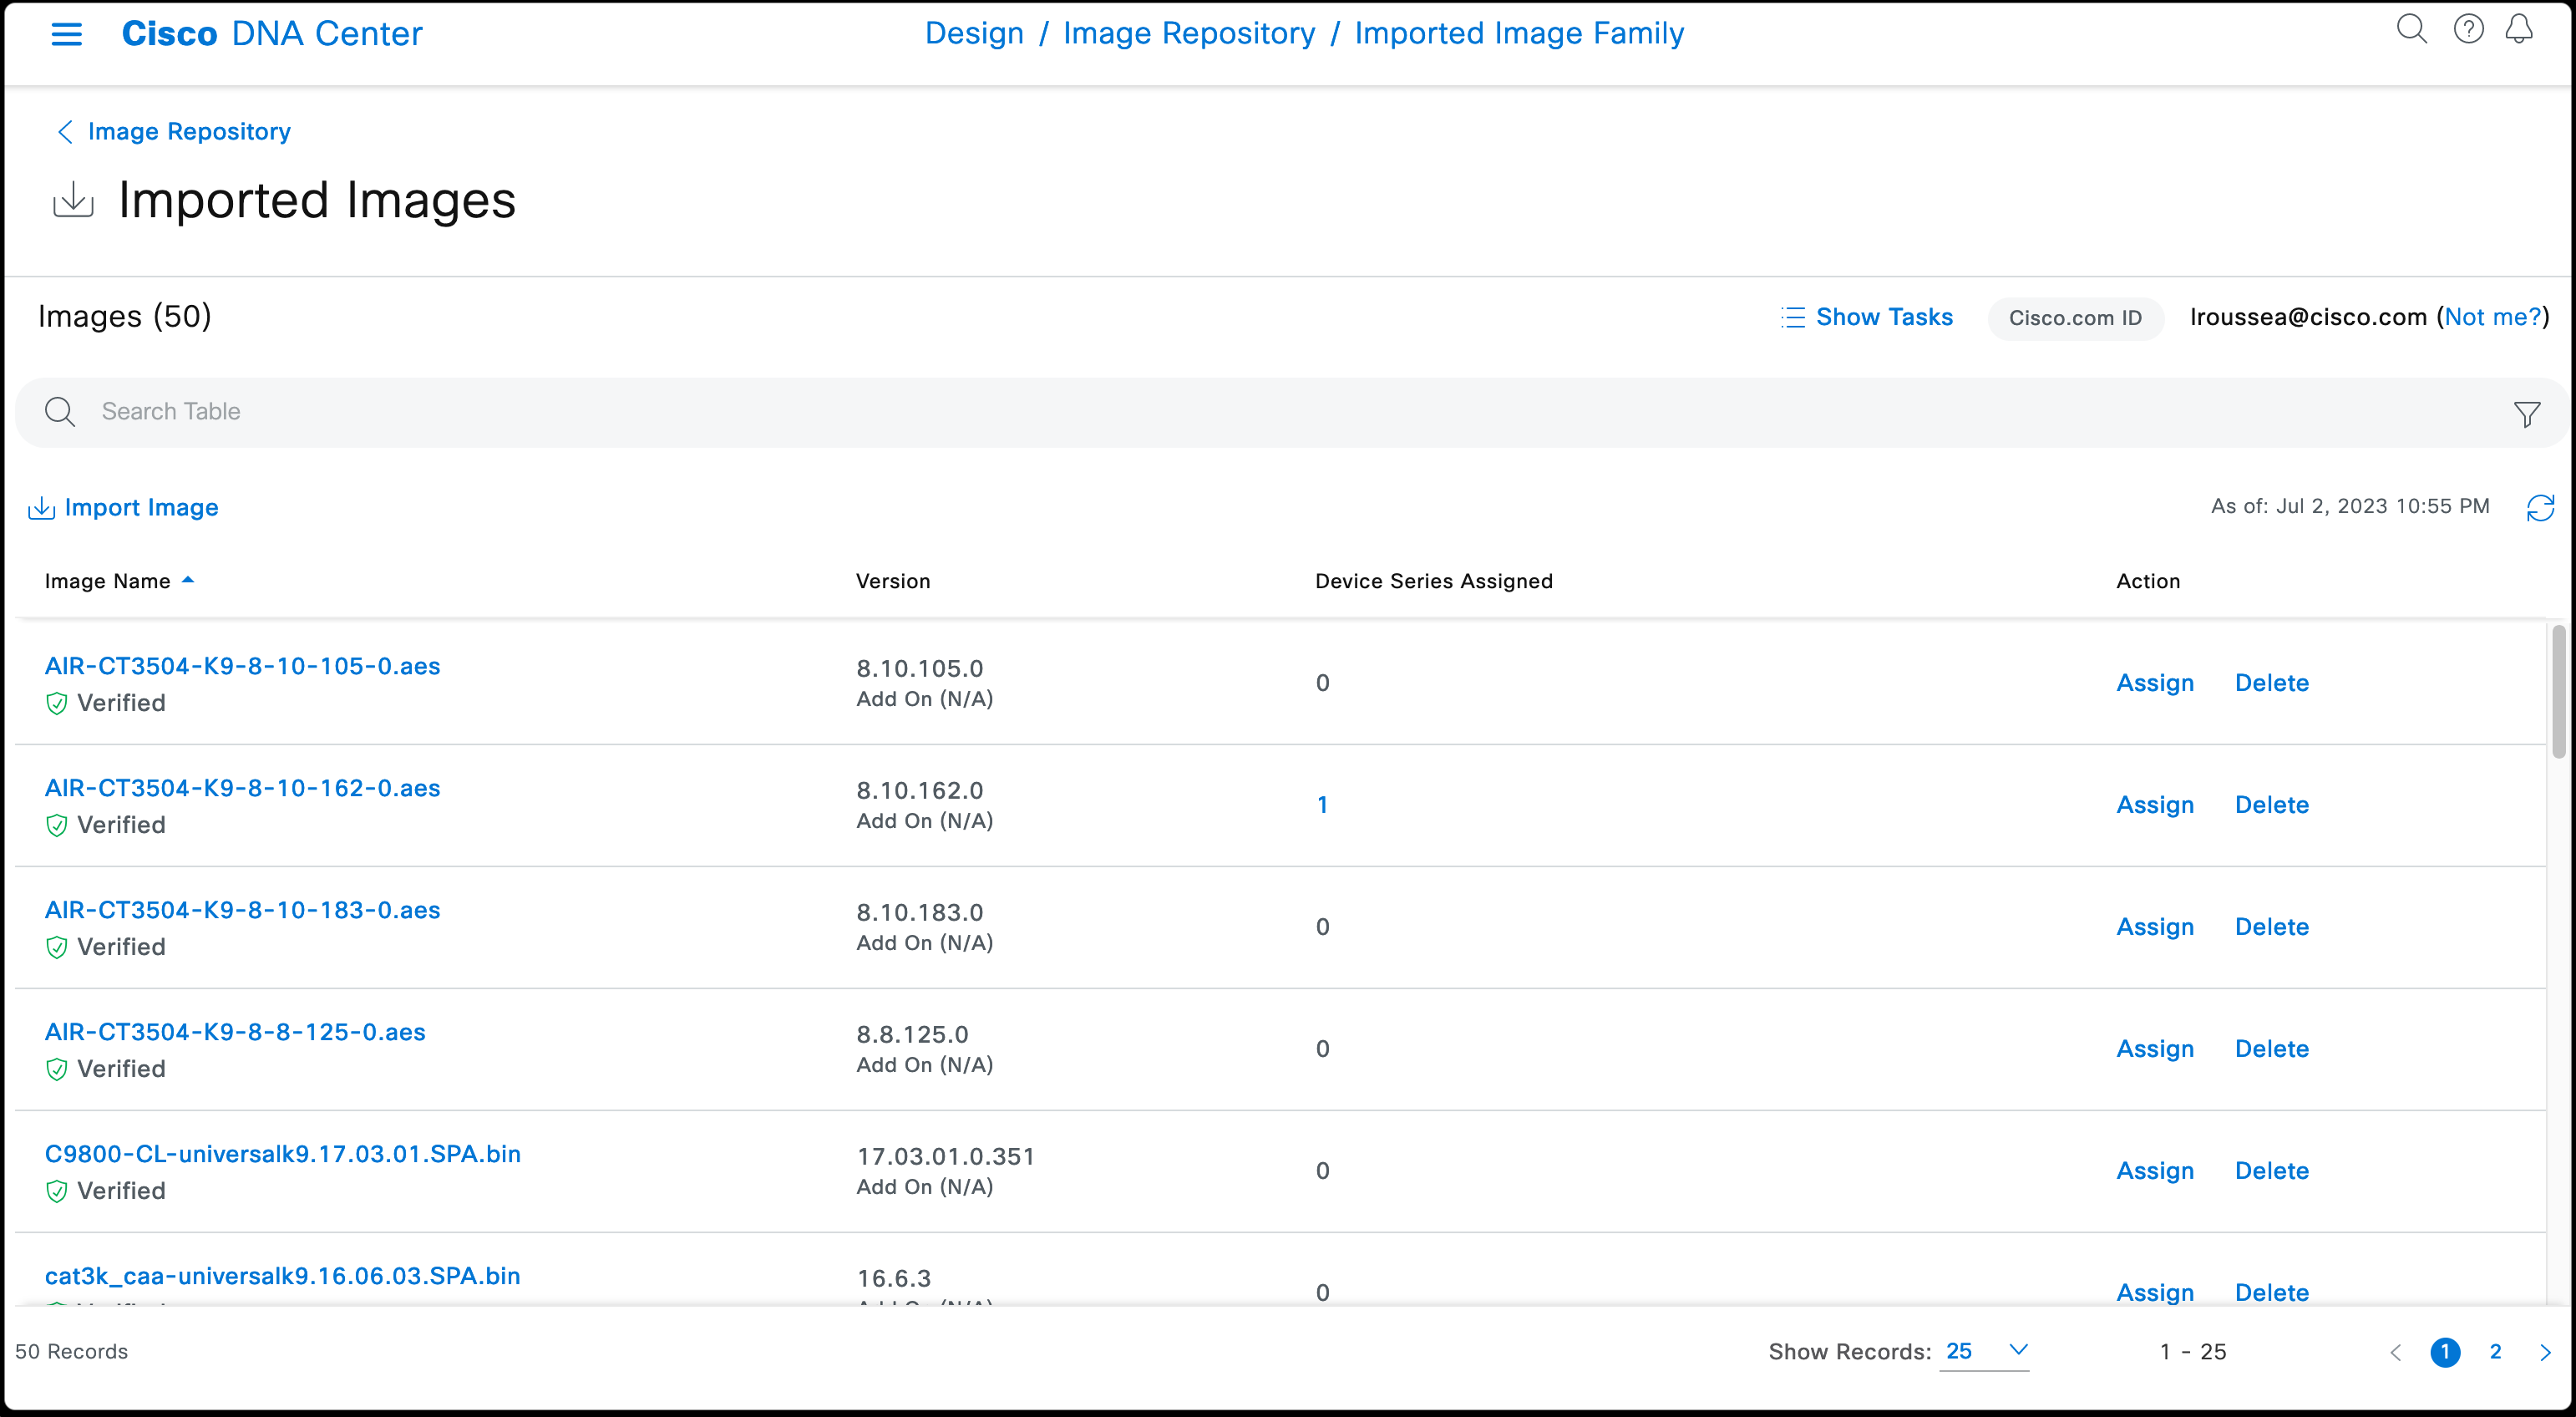 Cisco DNA Center
Design / Image Repository / Imported Image Family
Image Repository
Imported Images
Images (50)
Show Tasks
Cisco.com ID
lroussea@cisco.com (Not me?)
Search Table
Import Image
As of: Jul 2, 2023 10:55 PM
Image Name Version Device Series Assigned Action
AIR-CT3504-K9-8-10-105-0.aes
Verified
8.10.105.0
Add On (N/A)
0
Assign Delete
AIR-CT3504-K9-8-10-162-0.aes
Verified
8.10.162.0
Add On (N/A)
1
Assign Delete
AIR-CT3504-K9-8-10-183-0.aes
Verified
8.10.183.0
Add On (N/A)
0
Assign Delete
AIR-CT3504-K9-8-8-125-0.aes
Verified
8.8.125.0
Add On (N/A)
0
Assign Delete
C9800-CL-universalk9.17.03.01.SPA.bin
Verified
17.03.01.0.351
Add On (N/A)
0
Assign Delete
cat3k_caa-universalk9.16.06.03.SPA.bin
16.6.3
0
Assign Delete
50 Records
Show Records: 25
1 - 25
1 2